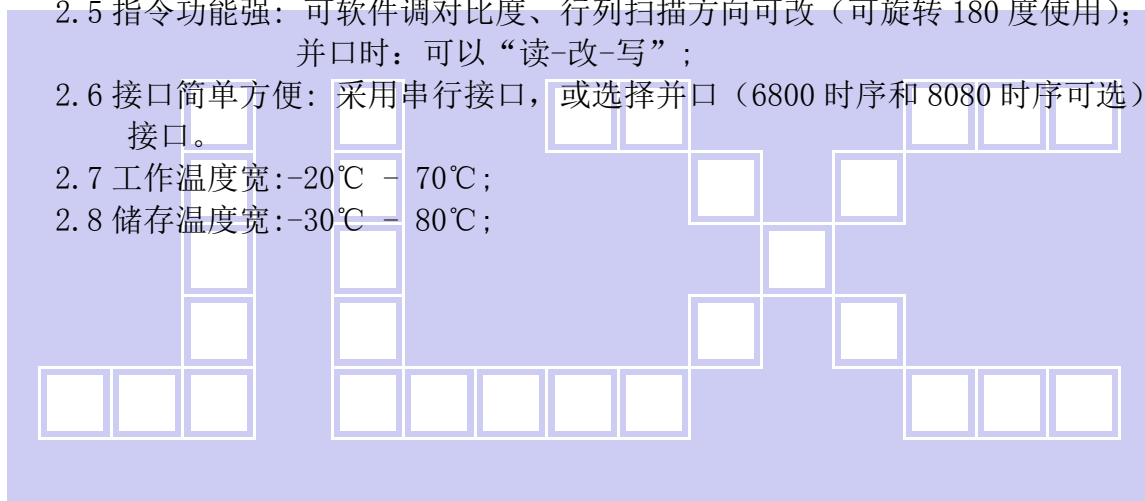 2.5 指令功能强: 可软件调对比度、行列扫描方向可改（可旋转 180 度使用）;
并口时: 可以“读-改-写”;
2.6 接口简单方便: 采用串行接口, 或选择并口（6800 时序和 8080 时序可选）
接口。
2.7 工作温度宽:-20℃ - 70℃;
2.8 储存温度宽:-30℃ - 80℃;